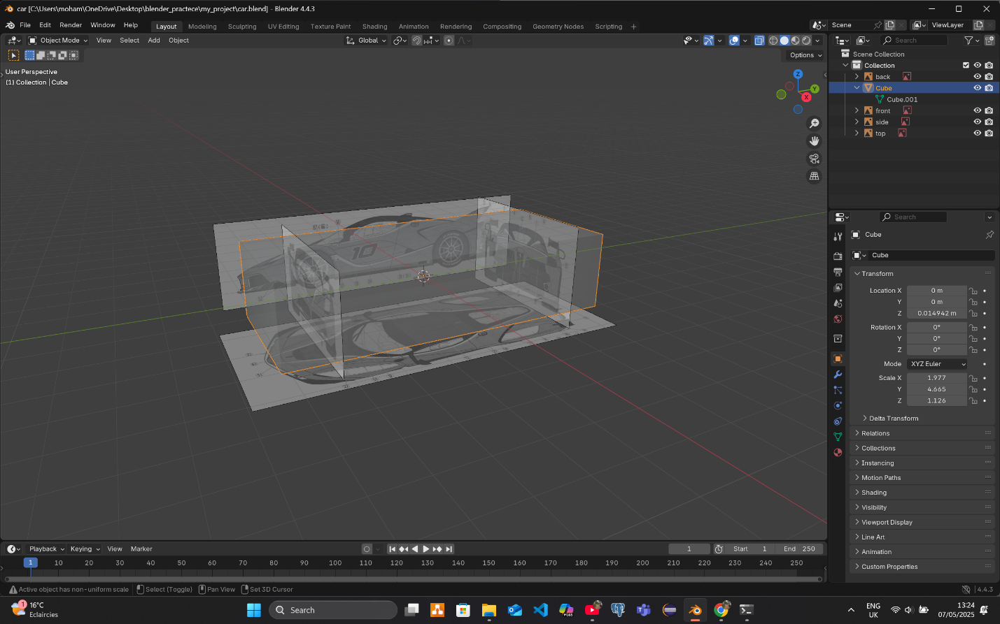 car [C:\Users\moham\OneDrive\Desktop\blender_practece\my_project\car.blend] - Blender 4.4.3
File Edit Render Window Help
Layout Modeling Sculpting UV Editing Texture Paint Shading Animation Rendering Compositing Geometry Nodes Scripting +
Scene
ViewLayer
Object Mode View Select Add Object
Global
Options
Search
User Perspective
(1) Collection | Cube
Z
Y
X
Scene Collection
Collection
back
Cube
Cube.001
front
side
top
10
Search
Cube
Cube
Transform
Location X 0 m
Y 0 m
Z 0.014942 m
Rotation X 0°
Y 0°
Z 0°
Mode XYZ Euler
Scale X 1.977
Y 4.665
Z 1.126
Delta Transform
Relations
Collections
Instancing
Motion Paths
Shading
Visibility
Viewport Display
Line Art
Animation
Custom Properties
Playback Keying View Marker
1
Start 1 End 250
1 10 20 30 40 50 60 70 80 90 100 110 120 130 140 150 160 170 180 190 200 210 220 230 240 250
Active object has non-uniform scale Select (Toggle) Pan View Set 3D Cursor
4.4.3
1
16°C
Eclaircies
Search
M365
ENG
UK
13:24
07/05/2025